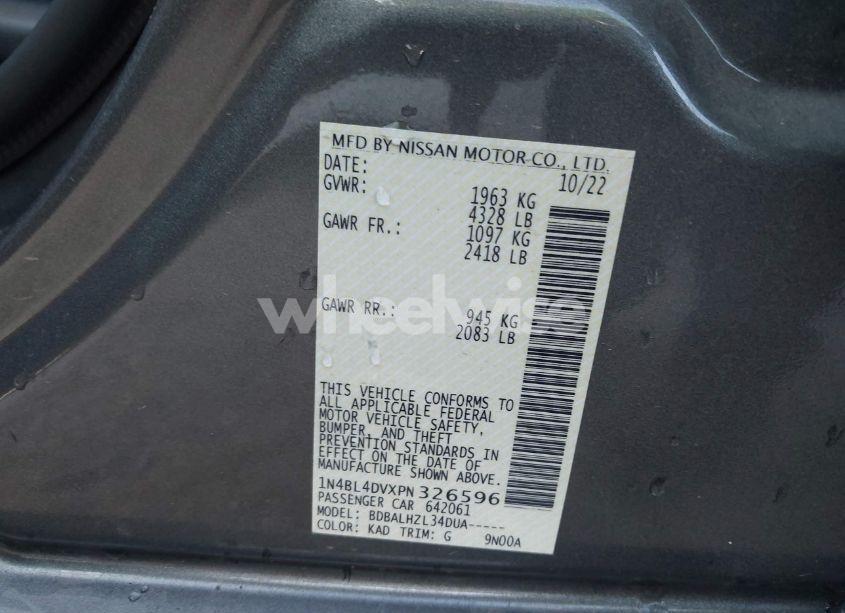 MFD BY NISSAN MOTOR CO., LTD.
DATE: 10/22
GVWR: 1963 KG
4328 LB
GAWR FR.: 1097 KG
2418 LB
GAWR RR.: 945 KG
2083 LB
wheelwise
THIS VEHICLE CONFORMS TO
ALL APPLICABLE FEDERAL
MOTOR VEHICLE SAFETY,
BUMPER, AND THEFT
PREVENTION STANDARDS IN
EFFECT ON THE DATE OF
MANUFACTURE SHOWN ABOVE.
1N4BL4DVXPN326596
PASSENGER CAR 642061
MODEL: BDBALHZL34DUA-----
COLOR: KAD TRIM: G 9N00A